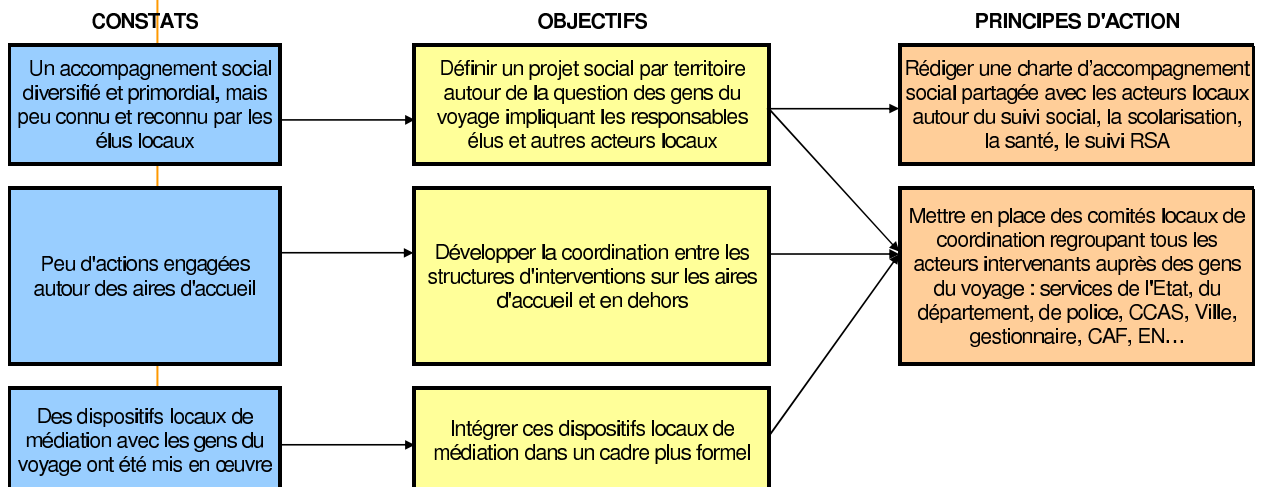 CONSTATS
OBJECTIFS
PRINCIPES D'ACTION
Un accompagnement social
diversifié et primordial, mais
peu connu et reconnu par les
élus locaux
Définir un projet social par territoire
autour de la question des gens du
voyage impliquant les responsables
élus et autres acteurs locaux
Rédiger une charte d'accompagnement
social partagée avec les acteurs locaux
autour du suivi social, la scolarisation,
la santé, le suivi RSA
Peu d'actions engagées
autour des aires d'accueil
Développer la coordination entre les
structures d'interventions sur les aires
d'accueil et en dehors
Mettre en place des comités locaux de
coordination regroupant tous les
acteurs intervenants auprès des gens
du voyage : services de l'Etat, du
département, de police, CCAS, Ville,
gestionnaire, CAF, EN…
Des dispositifs locaux de
médiation avec les gens du
voyage ont été mis en œuvre
Intégrer ces dispositifs locaux de
médiation dans un cadre plus formel